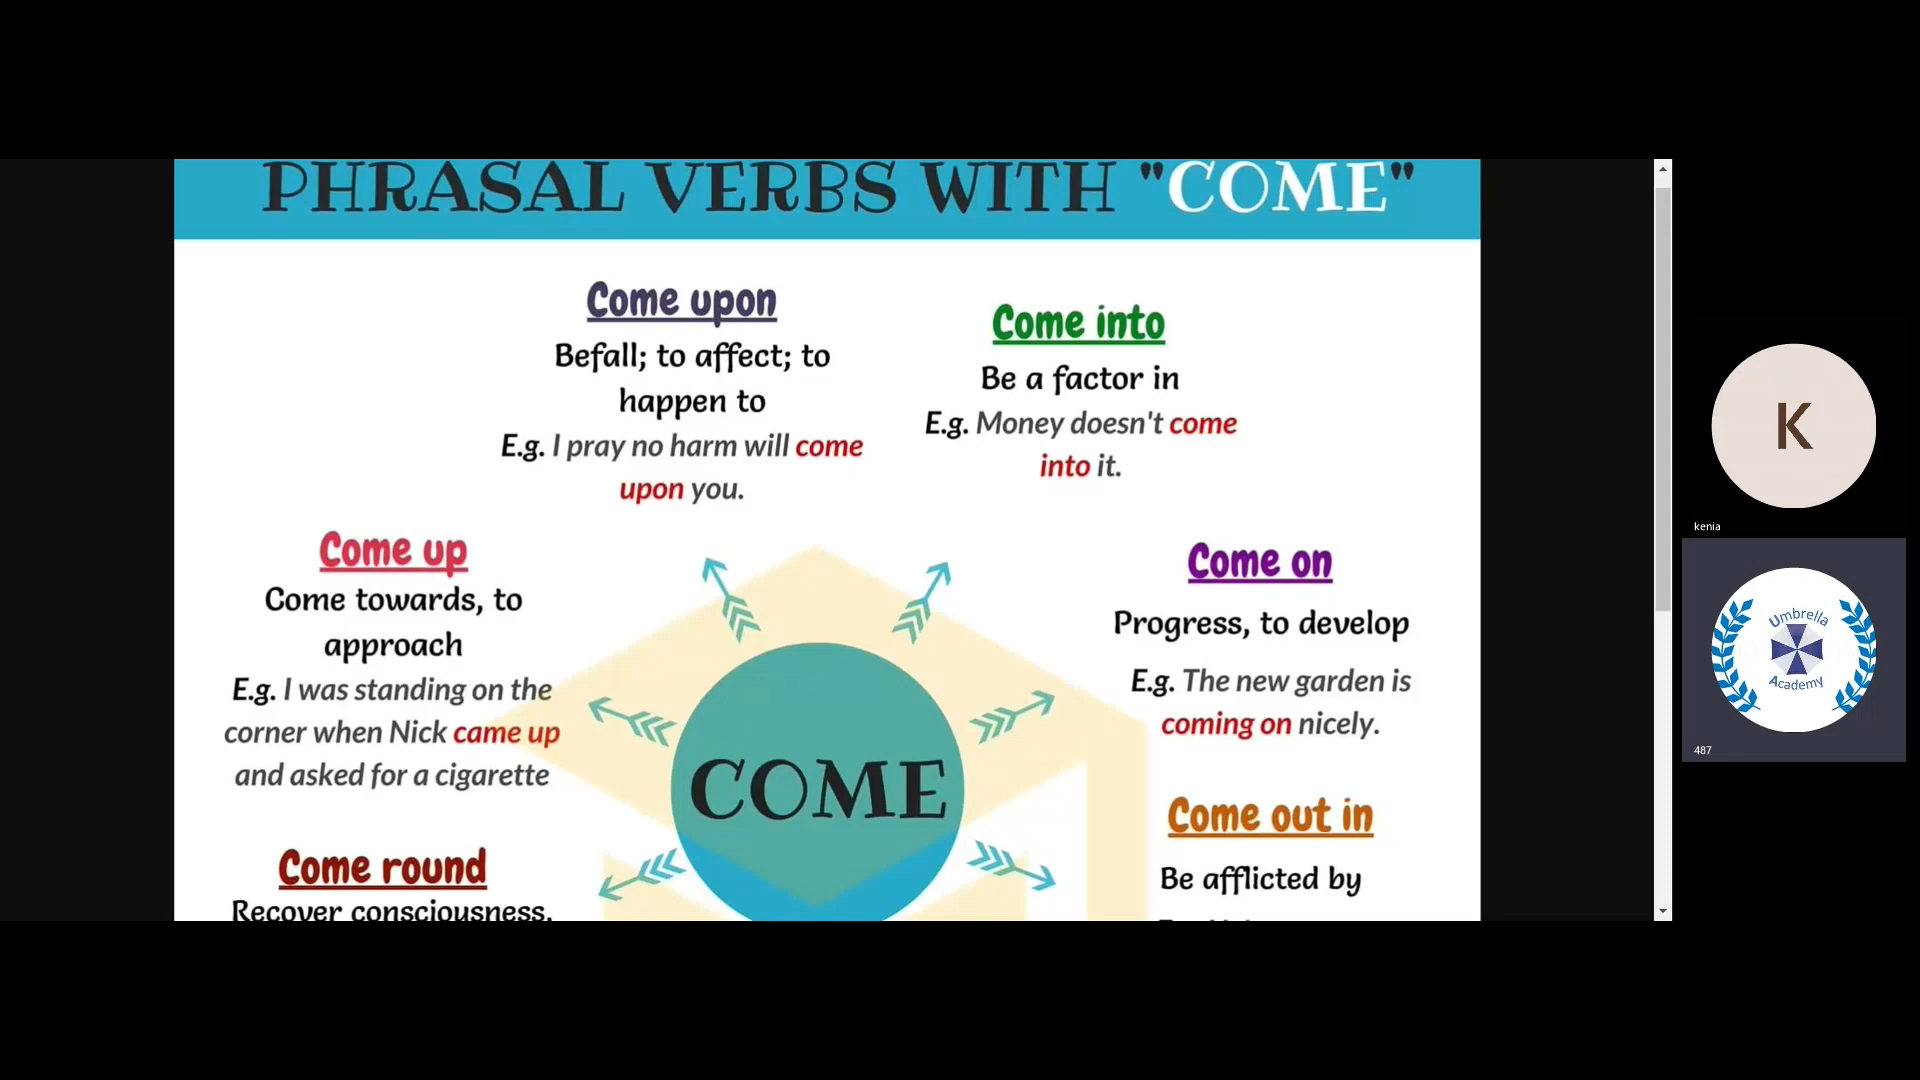 PHRASAL VERBS WITH "COME"
Come upon
Befall; to affect; to
happen to
E.g. I pray no harm will come
upon you.
Come into
Be a factor in
E.g. Money doesn't come
into it.
Come up
Come towards, to
approach
E.g. I was standing on the
corner when Nick came up
and asked for a cigarette
Come on
Progress, to develop
E.g. The new garden is
coming on nicely.
COME
Come out in
Be afflicted by
Come round
Recover consciousness,
K
kenia
Umbrella
Academy
487